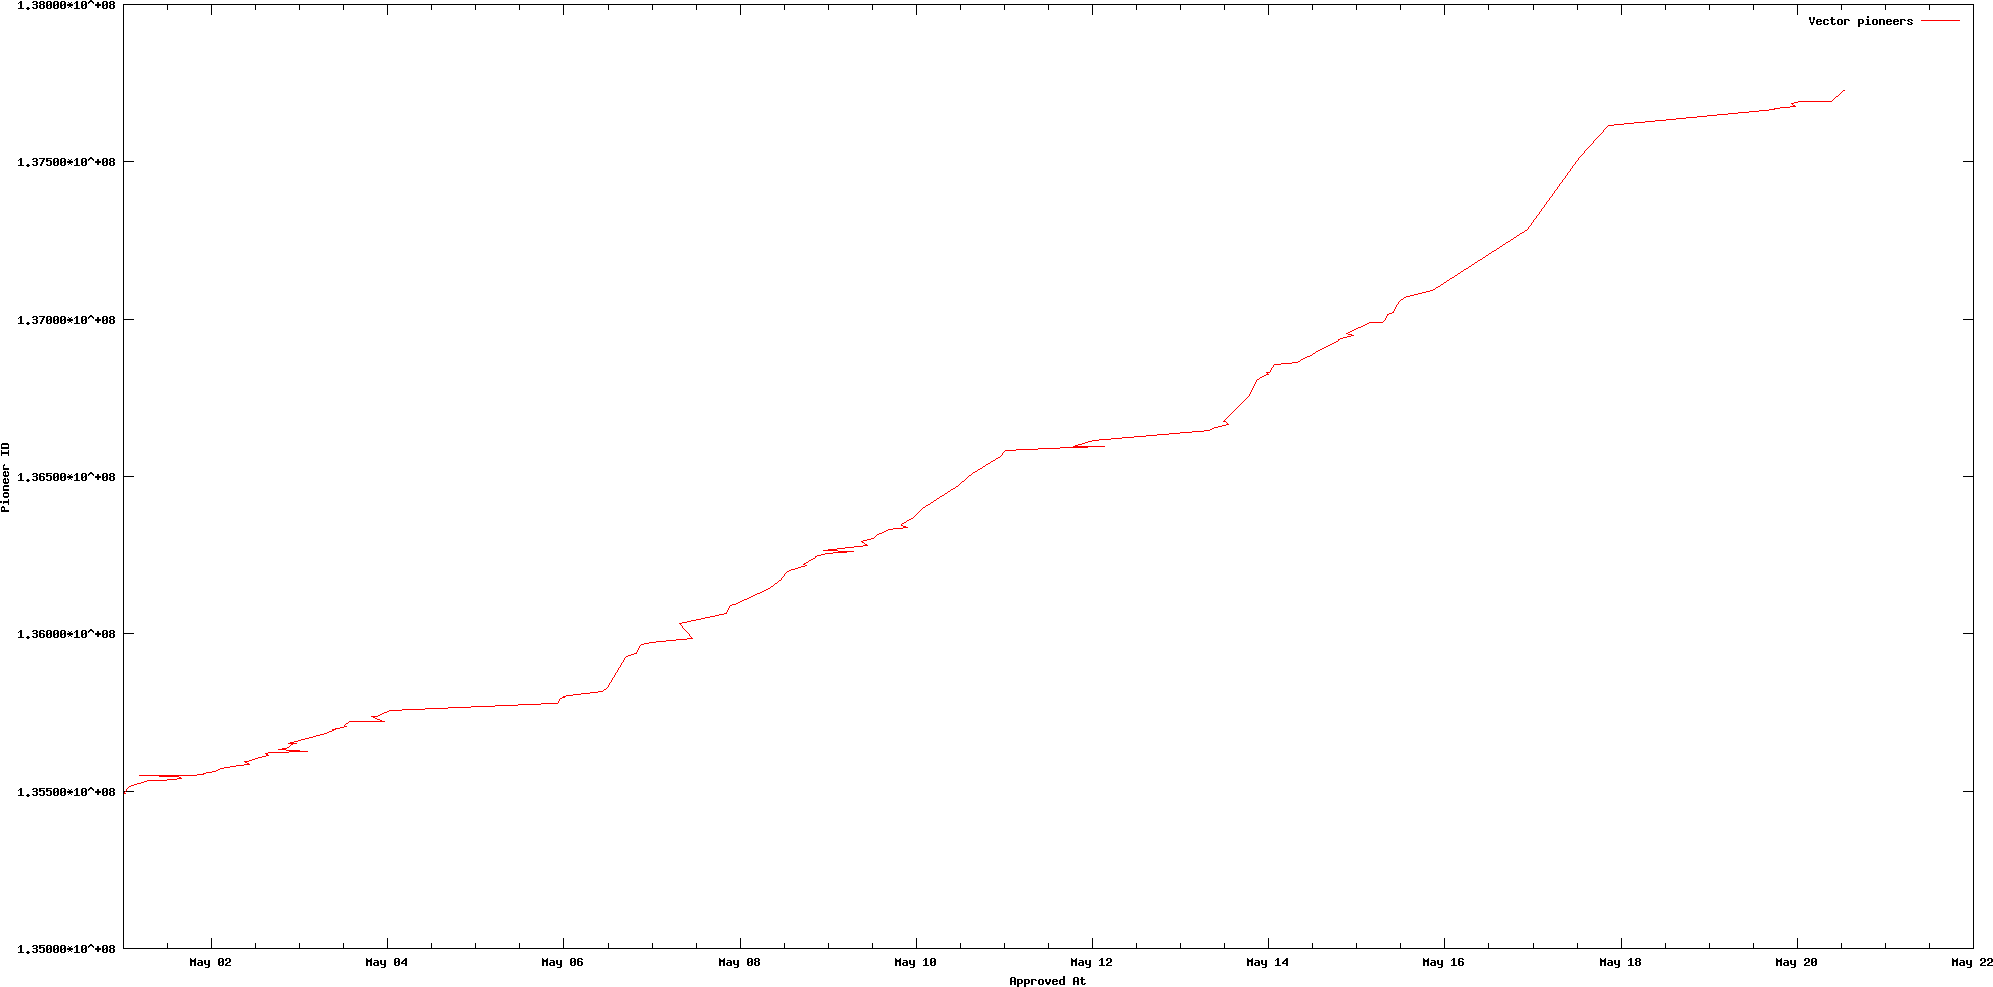 1.38000*10^+08
Vector pioneers
1.37500*10^+08
1.37000*10^+08
1.36500*10^+08
Pioneer ID
1.36000*10^+08
1.35500*10^+08
1.35000*10^+08
May 02 May 04 May 06 May 08 May 10 May 12 May 14 May 16 May 18 May 20 May 22
Approved At